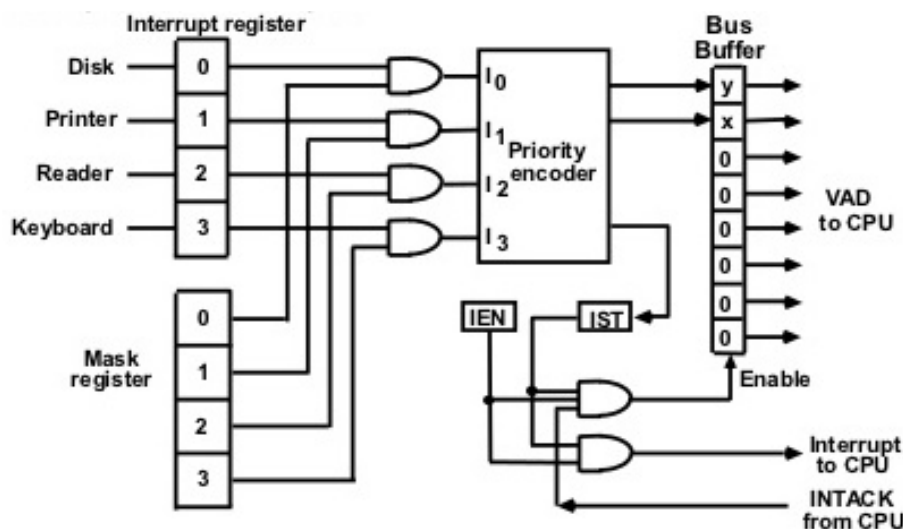 Interrupt register
Disk
Printer
Reader
Keyboard
0
1
2
3
Mask
register
0
1
2
3
I0
I1
I2
I3
Priority
encoder
Bus
Buffer
y
x
0
0
0
0
0
0
VAD
to CPU
IEN
IST
Enable
Interrupt
to CPU
INTACK
from CPU